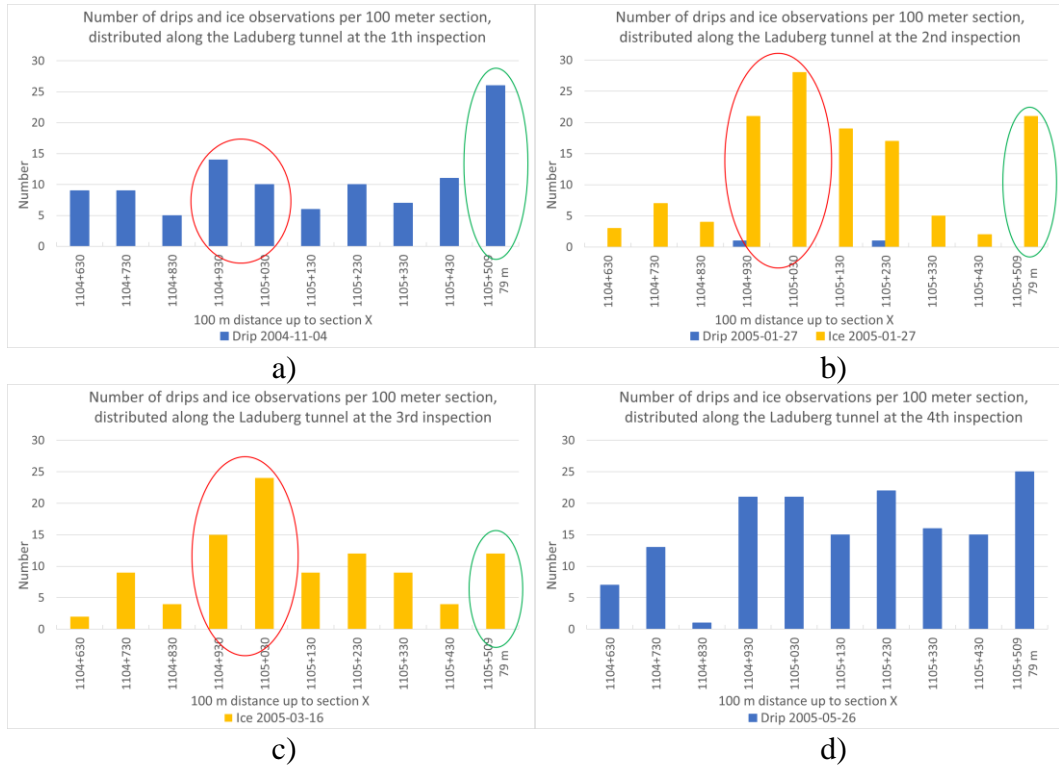 Number of drips and ice observations per 100 meter section,
distributed along the Laduberg tunnel at the 1th inspection
30
25
20
15
10
5
0
Number
1104+630
1104+730
1104+830
1104+930
1105+030
1105+130
1105+230
1105+330
1105+430
1105+509
79 m
100 m distance up to section X
Drip 2004-11-04
a)
Number of drips and ice observations per 100 meter section,
distributed along the Laduberg tunnel at the 2nd inspection
30
25
20
15
10
5
0
Number
1104+630
1104+730
1104+830
1104+930
1105+030
1105+130
1105+230
1105+330
1105+430
1105+509
79 m
100 m distance up to section X
Drip 2005-01-27 Ice 2005-01-27
b)
Number of drips and ice observations per 100 meter section,
distributed along the Laduberg tunnel at the 3rd inspection
30
25
20
15
10
5
0
Number
1104+630
1104+730
1104+830
1104+930
1105+030
1105+130
1105+230
1105+330
1105+430
1105+509
79 m
100 m distance up to section X
Ice 2005-03-16
c)
Number of drips and ice observations per 100 meter section,
distributed along the Laduberg tunnel at the 4th inspection
30
25
20
15
10
5
0
Number
1104+630
1104+730
1104+830
1104+930
1105+030
1105+130
1105+230
1105+330
1105+430
1105+509
79 m
100 m distance up to section X
Drip 2005-05-26
d)